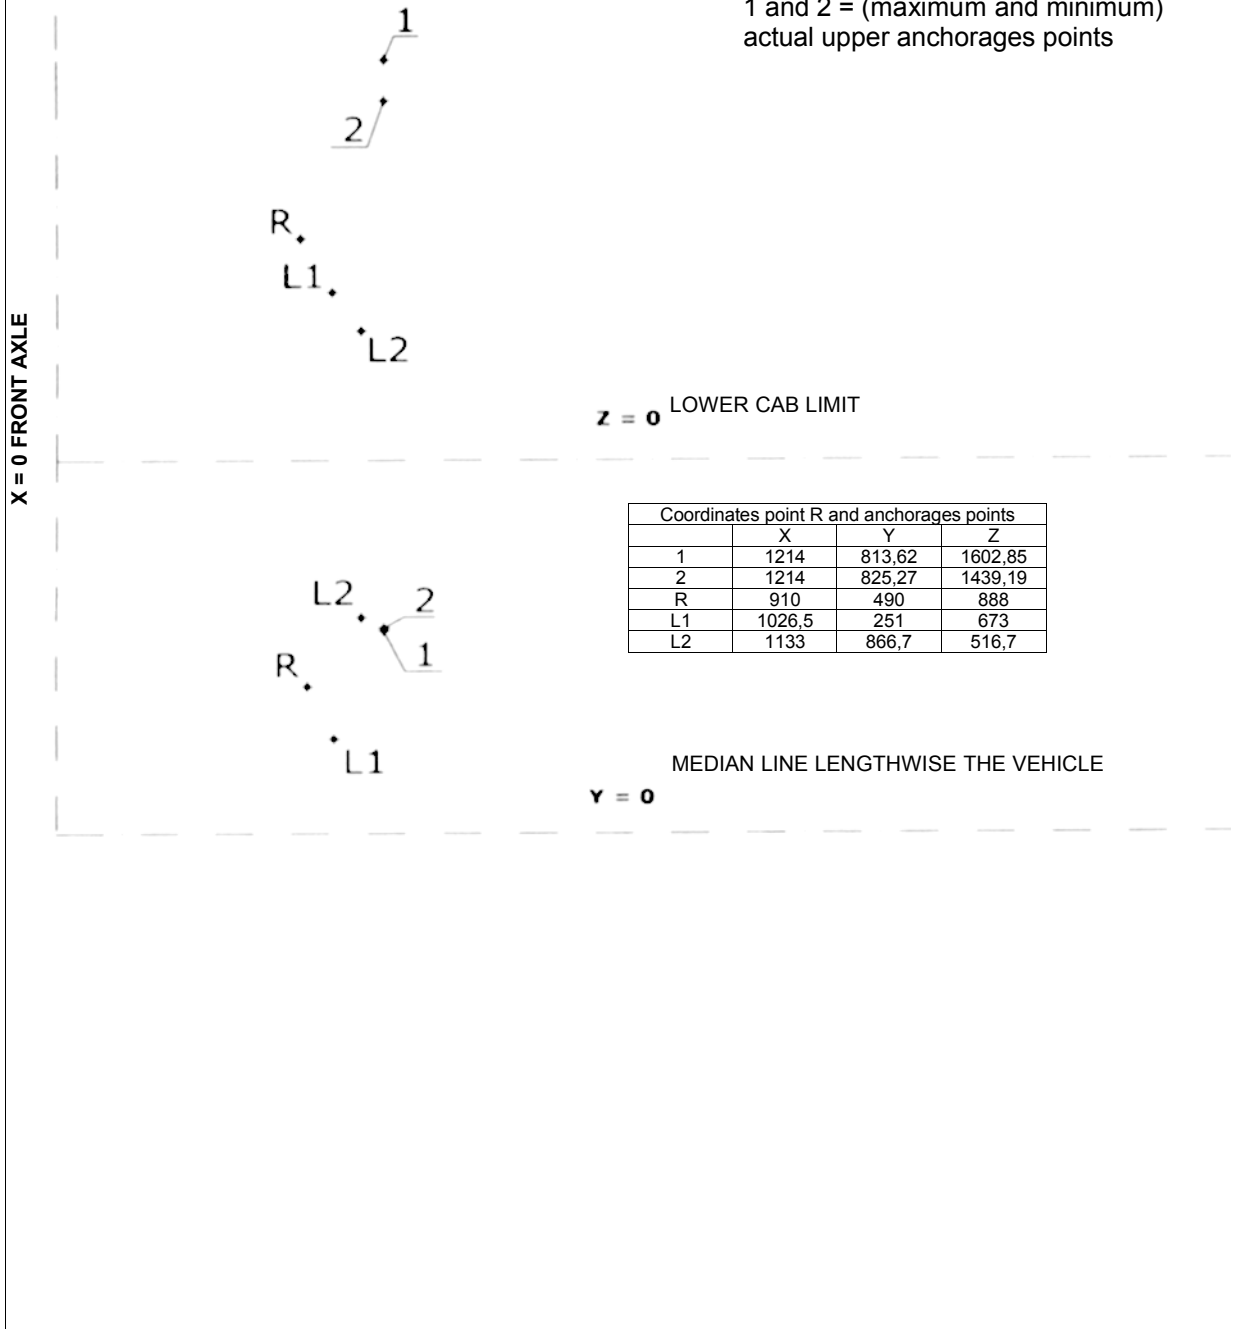 1 and 2 = (maximum and minimum)
actual upper anchorages points
1
2
R
L1
L2
X = 0 FRONT AXLE
Z = 0 LOWER CAB LIMIT
Coordinates point R and anchorages points
X Y Z
1 1214 813,62 1602,85
2 1214 825,27 1439,19
R 910 490 888
L1 1026,5 251 673
L2 1133 866,7 516,7
L2 2
R 1
L1
MEDIAN LINE LENGTHWISE THE VEHICLE
Y = 0